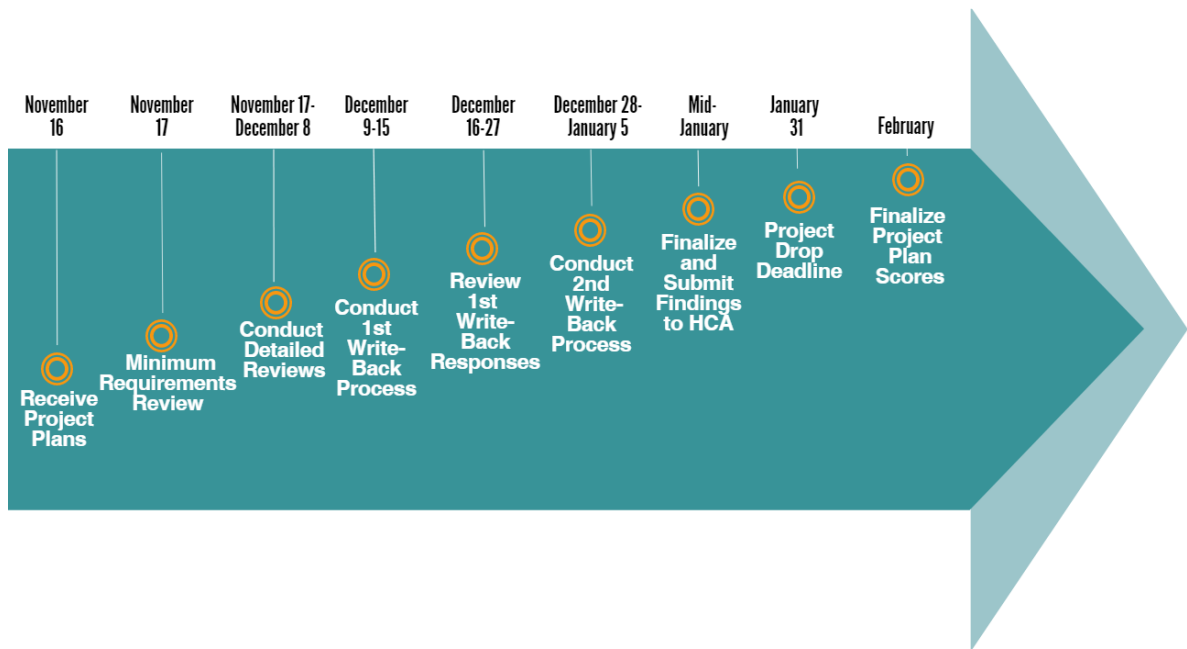 November
16
November
17
November 17-
December 8
December
9-15
December
16-27
December 28-
January 5
Mid-
January
January
31
February
Receive
Project
Plans
Minimum
Requirements
Review
Conduct
Detailed
Reviews
Conduct
1st
Write-
Back
Process
Review
1st
Write-
Back
Responses
Conduct
2nd
Write-
Back
Process
Finalize
and
Submit
Findings
to HCA
Project
Drop
Deadline
Finalize
Project
Plan
Scores